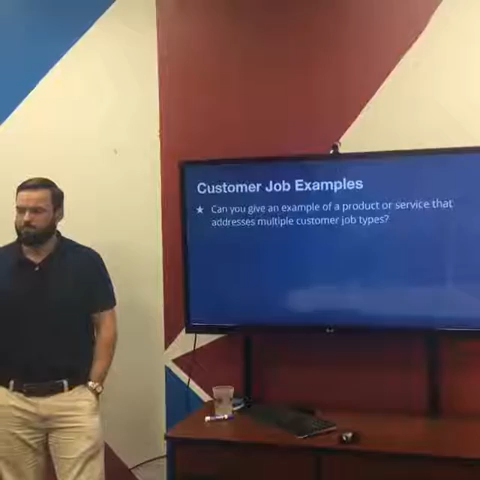 Customer Job Examples
★ Can you give an example of a product or service that
addresses multiple customer job types?